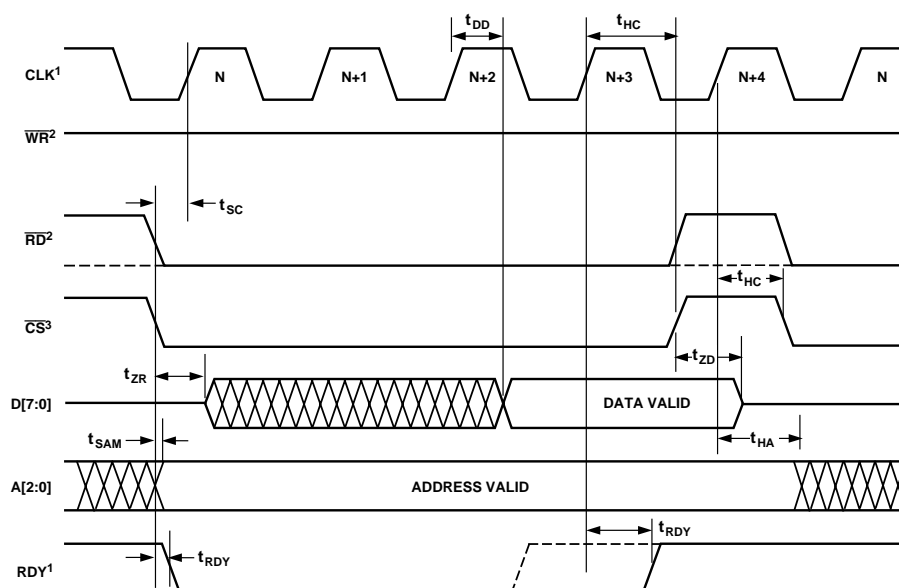 t_DD t_HC
CLK¹ N N+1 N+2 N+3 N+4 N
WR²
t_SC
RD²
t_HC
CS³
t_ZD
t_ZR
D[7:0] DATA VALID
t_HA
t_SAM
A[2:0] ADDRESS VALID
t_RDY t_RDY
RDY¹